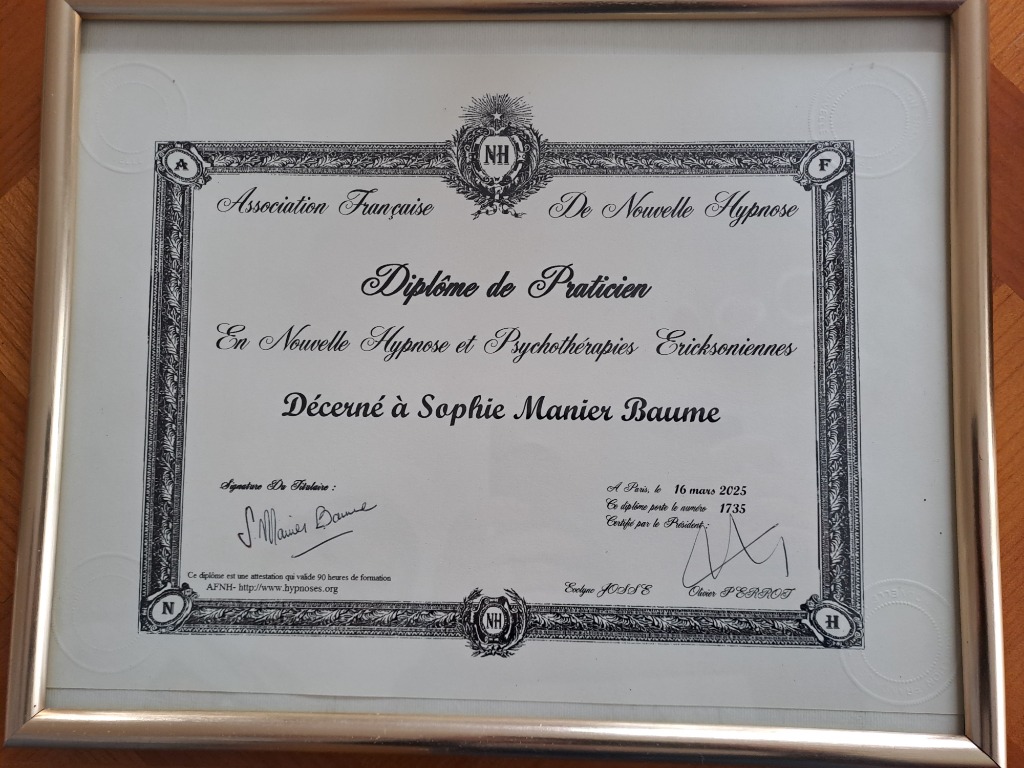 NH
A
F
Association Française De Nouvelle Hypnose
Diplôme de Praticien
En Nouvelle Hypnose et Psychothérapies Ericksoniennes
Décerné à Sophie Manier Baume
Signature Du Titulaire :
A Paris, le 16 mars 2025
Ce diplôme porte le numéro 1735
Certifié par le Président :
S. Manier Baume
Ce diplôme est une attestation qui valide 90 heures de formation
AFNH- http://www.hypnoses.org
Evelyne JOSSE Olivier PERROT
N
NH
H